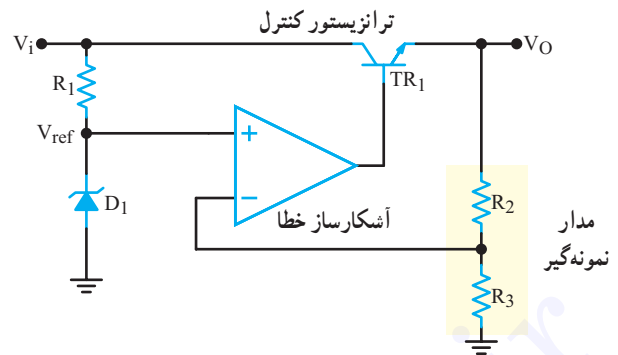 ترانزیستور کنترل
Vi
VO
TR1
R1
Vref
+
−
D1
آشکارساز خطا
R2
مدار
نمونه‌گیر
R3